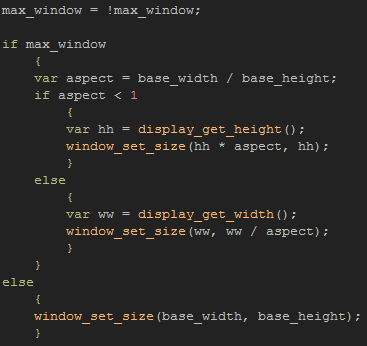 max_window = !max_window;
if max_window
{
var aspect = base_width / base_height;
if aspect < 1
{
var hh = display_get_height();
window_set_size(hh * aspect, hh);
}
else
{
var ww = display_get_width();
window_set_size(ww, ww / aspect);
}
}
else
{
window_set_size(base_width, base_height);
}